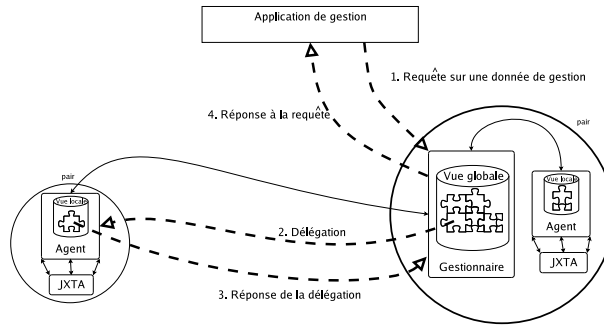 Application de gestion
1. Requête sur une donnée de gestion
4. Réponse à la requête
pair
Vue globale
Vue locale
Agent
JXTA
Gestionnaire
pair
Vue locale
Agent
JXTA
2. Délégation
3. Réponse de la délégation